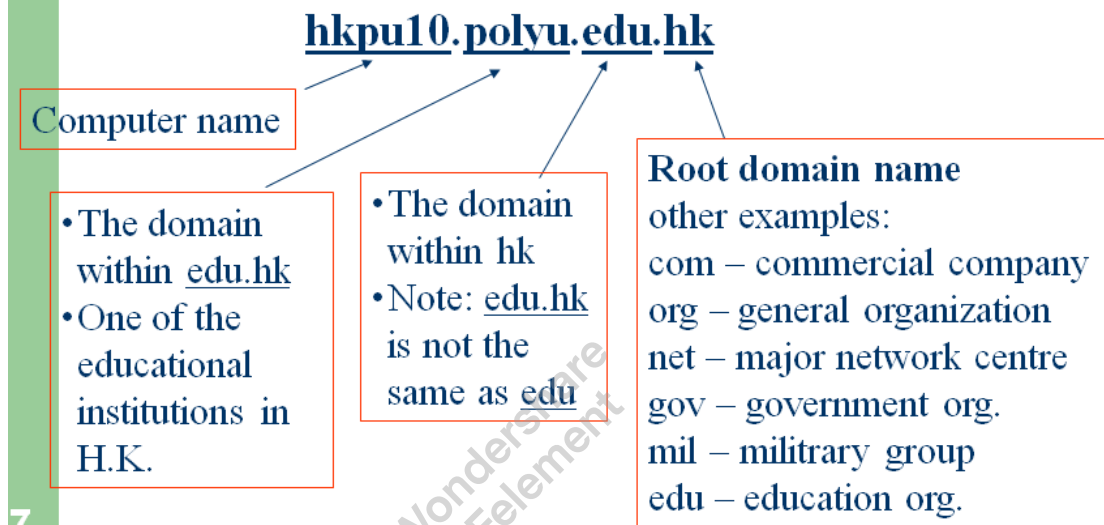 hkpu10.polyu.edu.hk
Computer name
•The domain
within edu.hk
•One of the
educational
institutions in
H.K.
•The domain
within hk
•Note: edu.hk
is not the
same as edu
Root domain name
other examples:
com – commercial company
org – general organization
net – major network centre
gov – government org.
mil – militrary group
edu – education org.
7
Wondershare
Felement